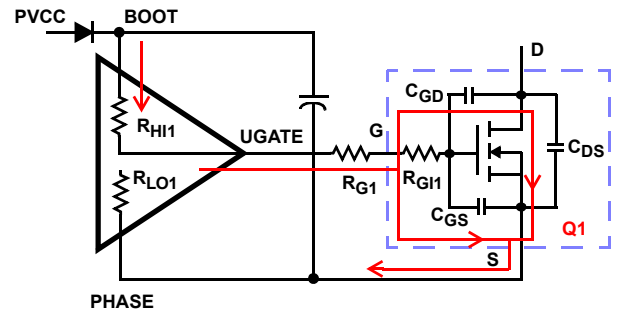 PVCC
BOOT
D
CGD
RHI1
UGATE
G
CDS
RLO1
RG1
RGI1
CGS
Q1
S
PHASE